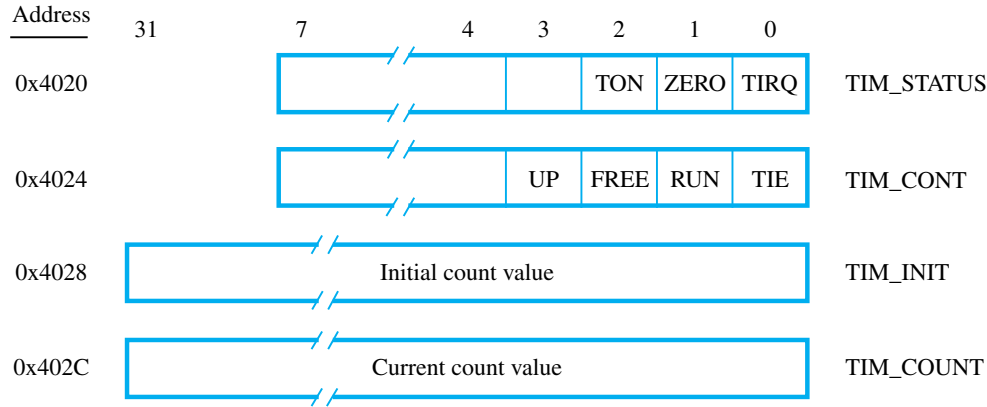 Address
31 7 4 3 2 1 0
0x4020 TON ZERO TIRQ TIM_STATUS
0x4024 UP FREE RUN TIE TIM_CONT
0x4028 Initial count value TIM_INIT
0x402C Current count value TIM_COUNT